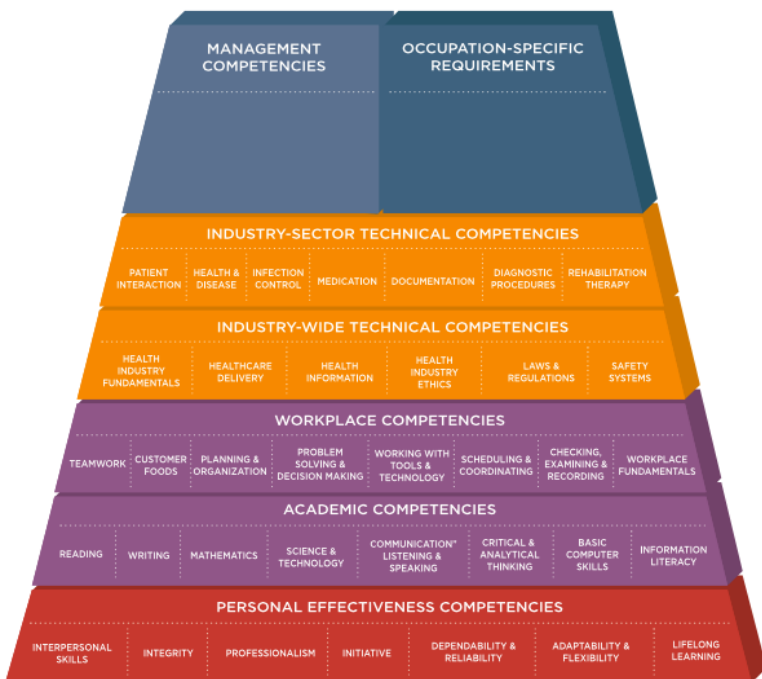 MANAGEMENT
COMPETENCIES
OCCUPATION-SPECIFIC
REQUIREMENTS
INDUSTRY-SECTOR TECHNICAL COMPETENCIES
PATIENT
INTERACTION
HEALTH &
DISEASE
INFECTION
CONTROL
MEDICATION
DOCUMENTATION
DIAGNOSTIC
PROCEDURES
REHABILITATION
THERAPY
INDUSTRY-WIDE TECHNICAL COMPETENCIES
HEALTH
INDUSTRY
FUNDAMENTALS
HEALTHCARE
DELIVERY
HEALTH
INFORMATION
HEALTH
INDUSTRY
ETHICS
LAWS &
REGULATIONS
SAFETY
SYSTEMS
WORKPLACE COMPETENCIES
TEAMWORK
CUSTOMER
FOODS
PLANNING &
ORGANIZATION
PROBLEM
SOLVING &
DECISION MAKING
WORKING WITH
TOOLS &
TECHNOLOGY
SCHEDULING &
COORDINATING
CHECKING,
EXAMINING &
RECORDING
WORKPLACE
FUNDAMENTALS
ACADEMIC COMPETENCIES
READING
WRITING
MATHEMATICS
SCIENCE &
TECHNOLOGY
COMMUNICATION"
LISTENING &
SPEAKING
CRITICAL &
ANALYTICAL
THINKING
BASIC
COMPUTER
SKILLS
INFORMATION
LITERACY
PERSONAL EFFECTIVENESS COMPETENCIES
INTERPERSONAL
SKILLS
INTEGRITY
PROFESSIONALISM
INITIATIVE
DEPENDABILITY &
RELIABILITY
ADAPTABILITY &
FLEXIBILITY
LIFELONG
LEARNING